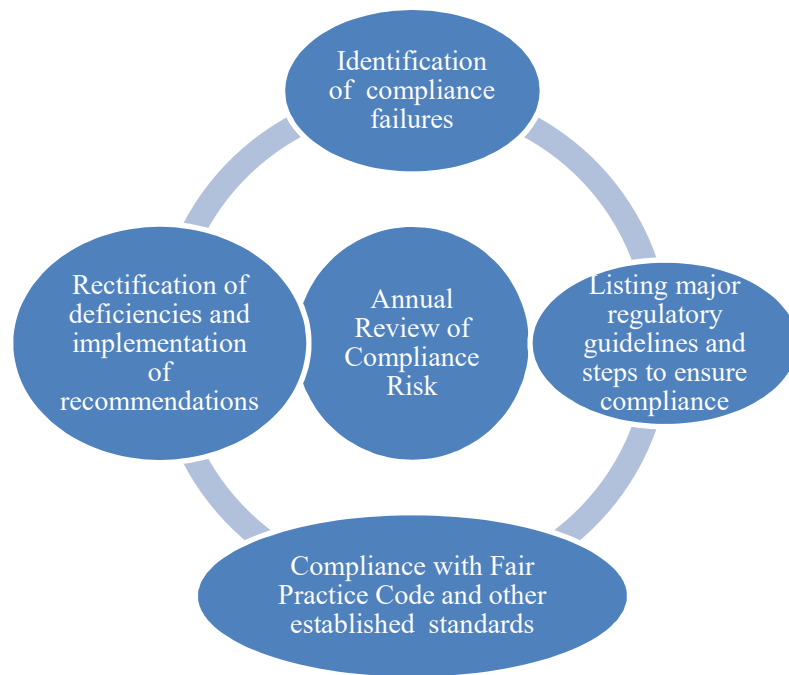 Identification
of compliance
failures
Listing major
regulatory
guidelines and
steps to ensure
compliance
Compliance with Fair
Practice Code and other
established standards
Rectification of
deficiencies and
implementation
of
recommendations
Annual
Review of
Compliance
Risk